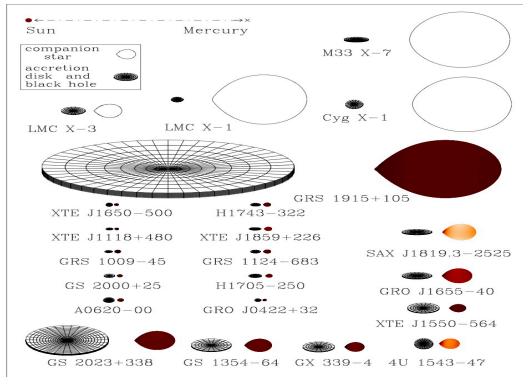 Sun Mercury
companion
star
accretion
disk and
black hole
M33 X-7
LMC X-3
LMC X-1
Cyg X-1
GRS 1915+105
XTE J1650-500
H1743-322
XTE J1118+480
XTE J1859+226
SAX J1819.3-2525
GRS 1009-45
GRS 1124-683
GRO J1655-40
GS 2000+25
H1705-250
XTE J1550-564
A0620-00
GRO J0422+32
GS 2023+338
GS 1354-64
GX 339-4
4U 1543-47